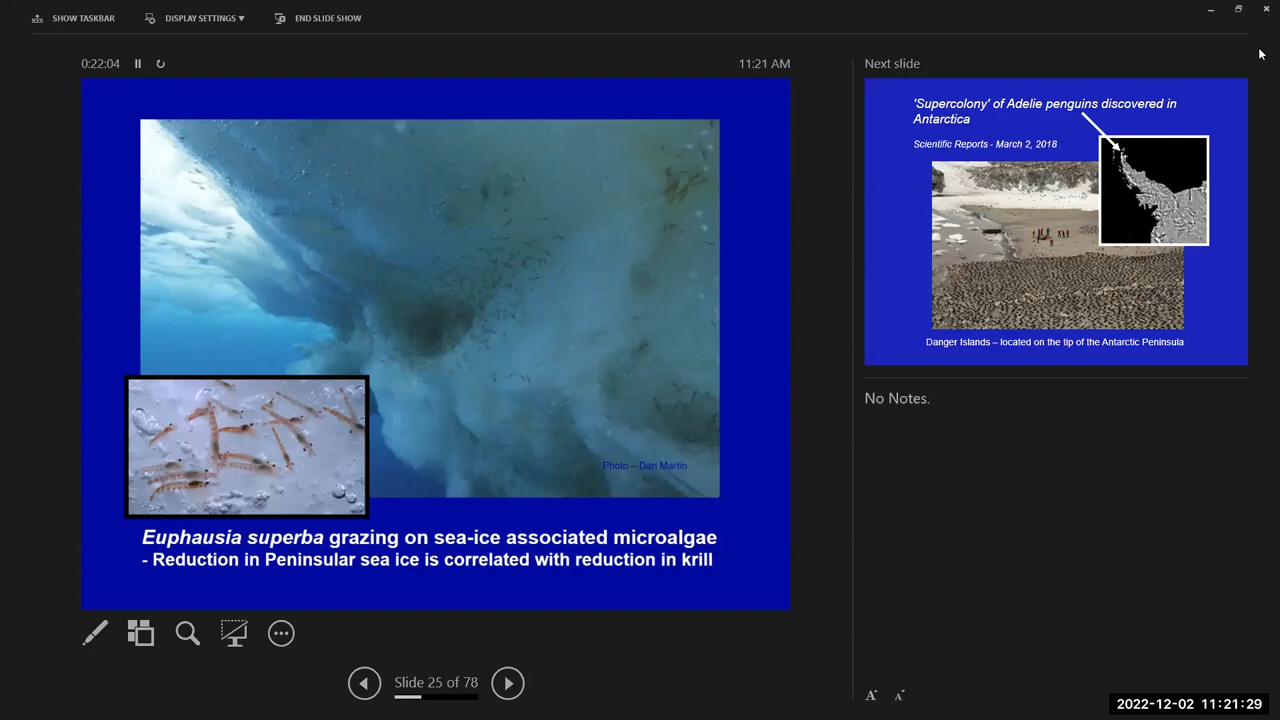 SHOW TASKBAR
DISPLAY SETTINGS ▼
END SLIDE SHOW
0:22:04
11:21 AM
Photo – Dan Martin
Euphausia superba grazing on sea-ice associated microalgae
- Reduction in Peninsular sea ice is correlated with reduction in krill
Slide 25 of 78
Next slide
'Supercolony' of Adelie penguins discovered in
Antarctica
Scientific Reports - March 2, 2018
Danger Islands – located on the tip of the Antarctic Peninsula
No Notes.
A A
2022-12-02 11:21:29